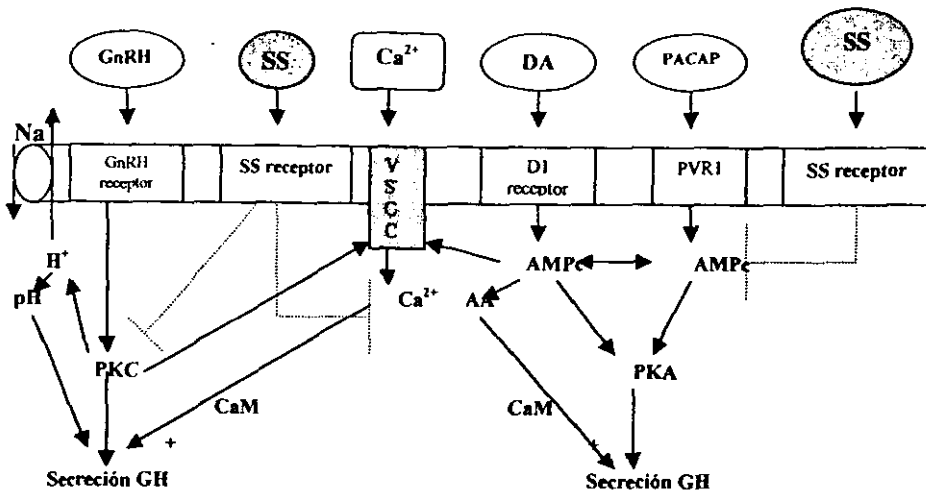 GnRH
SS
Ca²⁺
DA
PACAP
SS
Na
GnRH
receptor
SS receptor
V
S
C
C
D1
receptor
PVR1
SS receptor
H⁺
pH
AMPc
AMPc
Ca²⁺
AA
PKC
PKA
CaM
CaM
+
+
Secreción GH
Secreción GH